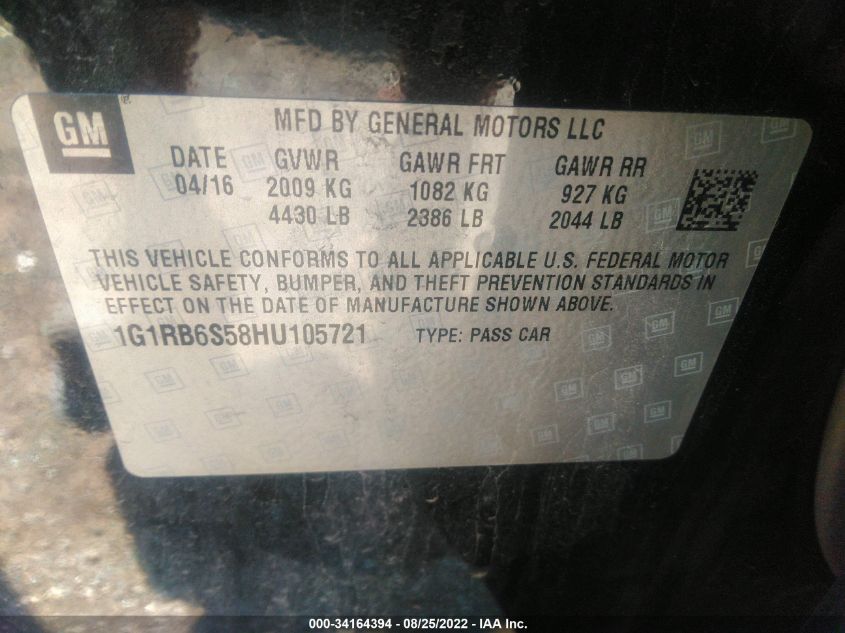 GM
MFD BY GENERAL MOTORS LLC
DATE GVWR GAWR FRT GAWR RR
04/16 2009 KG 1082 KG 927 KG
4430 LB 2386 LB 2044 LB
THIS VEHICLE CONFORMS TO ALL APPLICABLE U.S. FEDERAL MOTOR
VEHICLE SAFETY, BUMPER, AND THEFT PREVENTION STANDARDS IN
EFFECT ON THE DATE OF MANUFACTURE SHOWN ABOVE.
1G1RB6S58HU105721 TYPE: PASS CAR
000-34164394 - 08/25/2022 - IAA Inc.